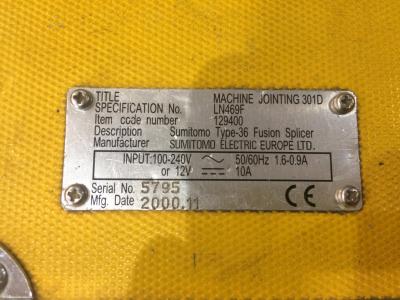 TITLE MACHINE JOINTING 301D
SPECIFICATION No. LN469F
Item code number 129400
Description Sumitomo Type-36 Fusion Splicer
Manufacturer SUMITOMO ELECTRIC EUROPE LTD.
INPUT:100-240V 50/60Hz 1.6-0.9A
or 12V 10A
Serial No. 5795
Mfg. Date 2000.11
CE